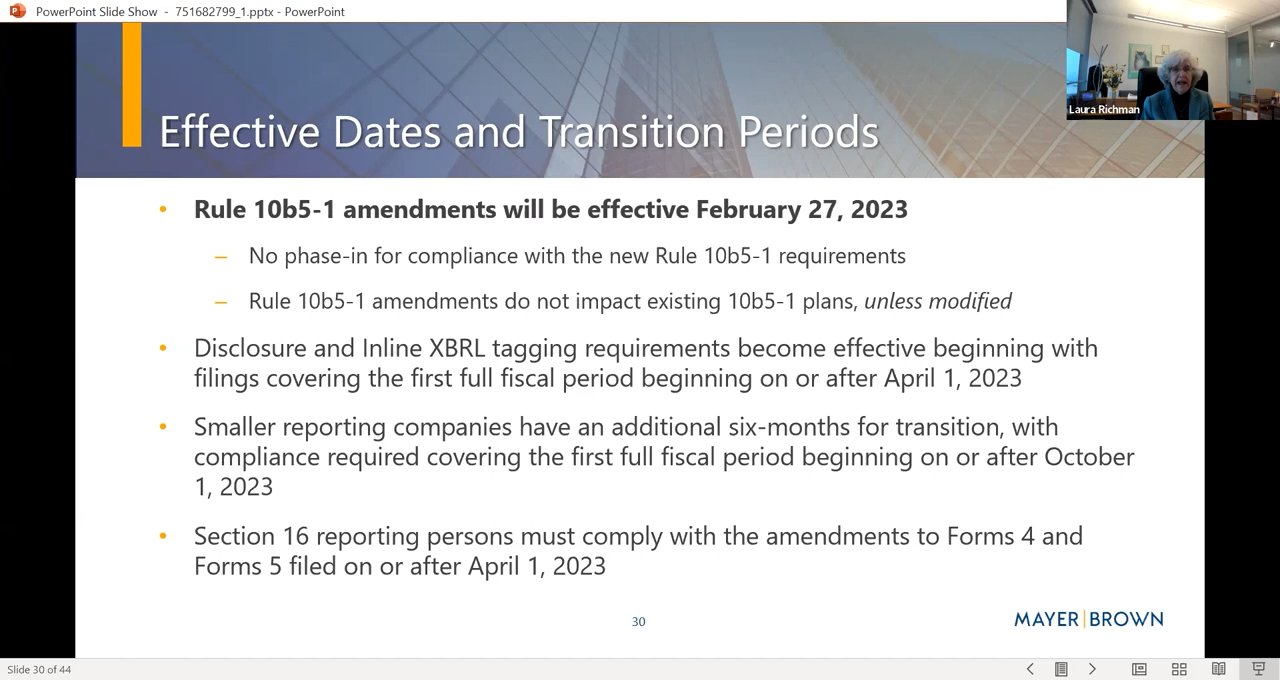 PowerPoint Slide Show - 751682799_1.pptx - PowerPoint
Laura Richman
Effective Dates and Transition Periods
• Rule 10b5-1 amendments will be effective February 27, 2023
– No phase-in for compliance with the new Rule 10b5-1 requirements
– Rule 10b5-1 amendments do not impact existing 10b5-1 plans, unless modified
• Disclosure and Inline XBRL tagging requirements become effective beginning with
filings covering the first full fiscal period beginning on or after April 1, 2023
• Smaller reporting companies have an additional six-months for transition, with
compliance required covering the first full fiscal period beginning on or after October
1, 2023
• Section 16 reporting persons must comply with the amendments to Forms 4 and
Forms 5 filed on or after April 1, 2023
30
MAYER|BROWN
Slide 30 of 44